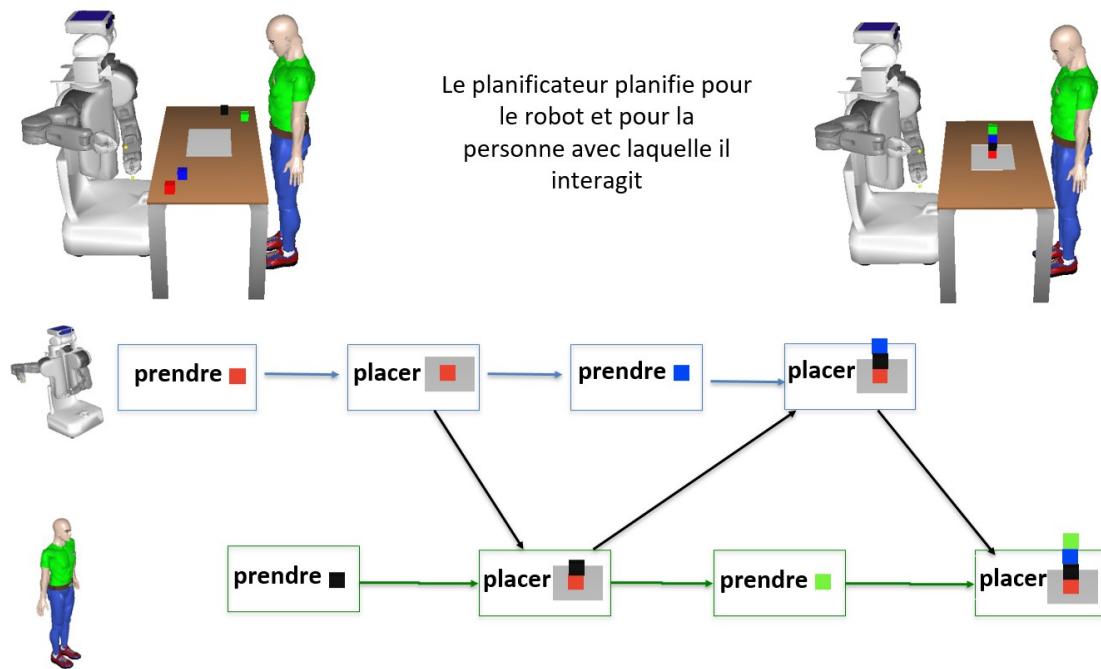 Le planificateur planifie pour
le robot et pour la
personne avec laquelle il
interagit
prendre
placer
prendre
placer
prendre
placer
prendre
placer